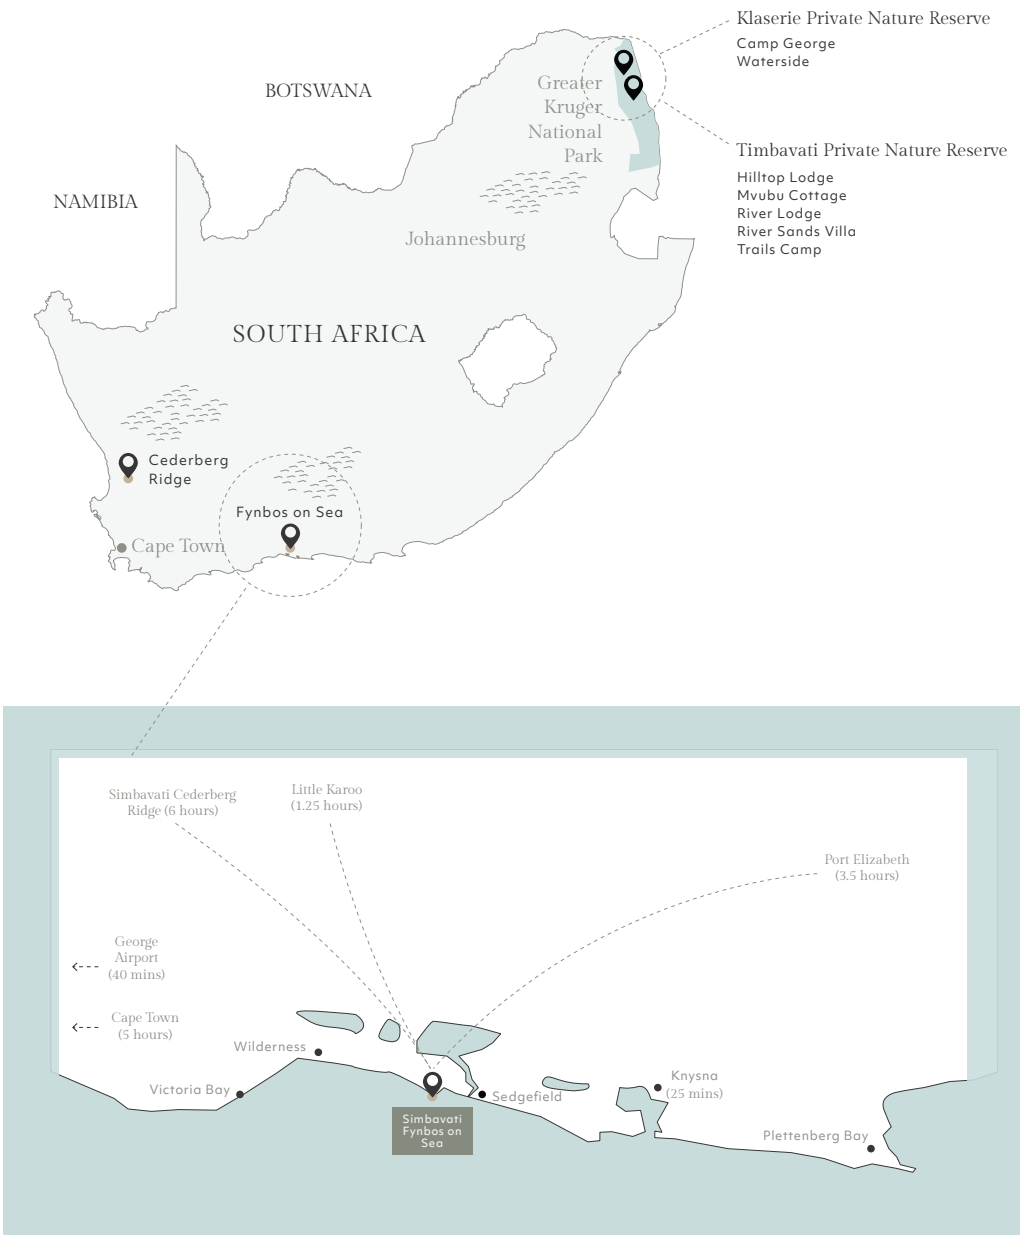 Klaserie Private Nature Reserve
Camp George
Waterside
BOTSWANA
Greater
Kruger
National
Park
Timbavati Private Nature Reserve
Hilltop Lodge
Mvubu Cottage
River Lodge
River Sands Villa
Trails Camp
NAMIBIA
Johannesburg
SOUTH AFRICA
Cederberg
Ridge
Fynbos on Sea
Cape Town
Simbavati Cederberg
Ridge (6 hours)
Little Karoo
(1.25 hours)
Port Elizabeth
(3.5 hours)
George
Airport
(40 mins)
Cape Town
(5 hours)
Wilderness
Victoria Bay
Sedgefield
Knysna
(25 mins)
Simbavati
Fynbos on
Sea
Plettenberg Bay